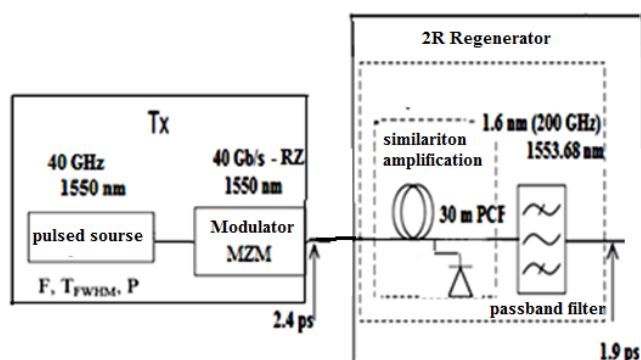 2R Regenerator
Tx
40 GHz
1550 nm
40 Gb/s - RZ
1550 nm
pulsed sourse
Modulator
MZM
F, T_FWHM, P
2.4 ps
similariton
amplification
1.6 nm (200 GHz)
1553.68 nm
30 m PCF
passband filter
1.9 ps